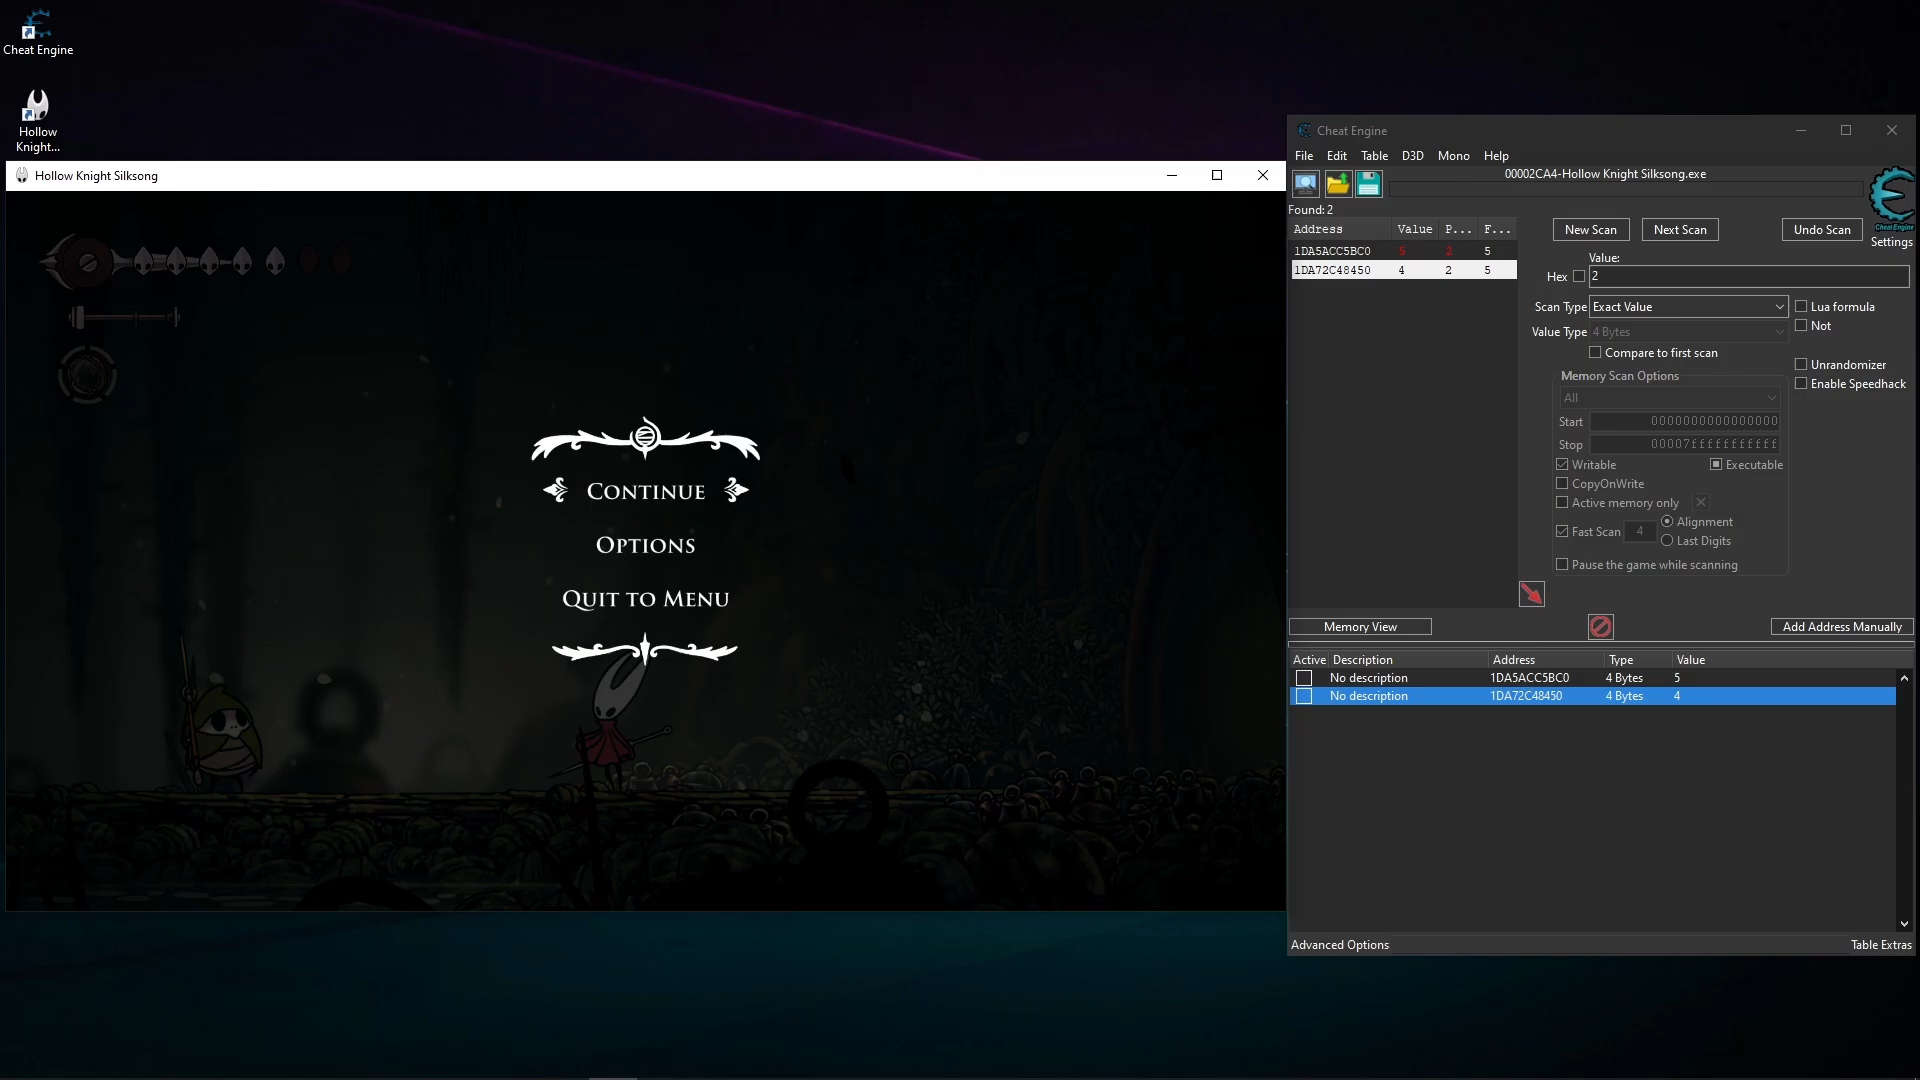 Cheat Engine
Hollow
Knight...
Hollow Knight Silksong
CONTINUE
OPTIONS
QUIT TO MENU
Cheat Engine
File Edit Table D3D Mono Help
00002CA4-Hollow Knight Silksong.exe
Found: 2
Address Value P... F...
1DA5ACC5BC0 5 2 5
1DA72C48450 4 2 5
New Scan Next Scan Undo Scan
Cheat Engine
Settings
Value:
Hex 2
Scan Type Exact Value Lua formula
Not
Value Type 4 Bytes
Compare to first scan
Unrandomizer
Enable Speedhack
Memory Scan Options
All
Start 0000000000000000
Stop 00007fffffffffff
Writable Executable
CopyOnWrite
Active memory only
Fast Scan 4 Alignment
Last Digits
Pause the game while scanning
Memory View Add Address Manually
Active Description Address Type Value
No description 1DA5ACC5BC0 4 Bytes 5
No description 1DA72C48450 4 Bytes 4
Advanced Options Table Extras